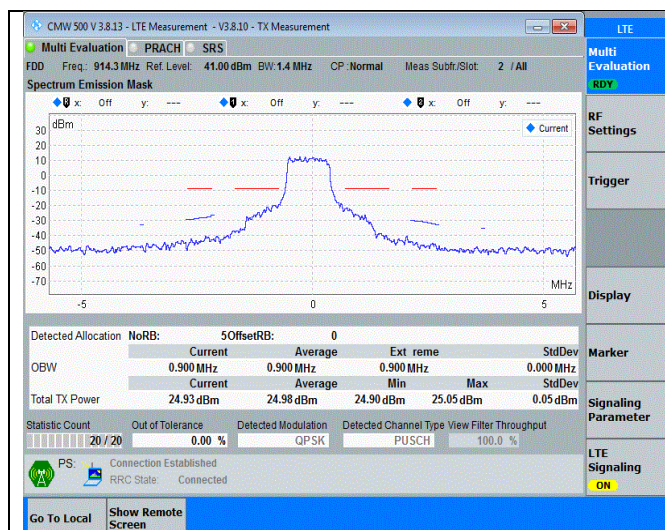 CMW 500 V 3.8.13 - LTE Measurement - V3.8.10 - TX Measurement
LTE
Multi Evaluation PRACH SRS
FDD Freq.: 914.3 MHz Ref. Level: 41.00 dBm BW: 1.4 MHz CP : Normal Meas Subfr./Slot: 2 / All
Spectrum Emission Mask
x: Off y: --- x: Off y: --- x: Off y: ---
dBm
Current
30
20
10
0
-10
-20
-30
-40
-50
-60
-70
MHz
-5 0 5
Detected Allocation NoRB: 5OffsetRB: 0
Current Average Ext reme StdDev
OBW 0.900 MHz 0.900 MHz 0.900 MHz 0.000 MHz
Current Average Min Max StdDev
Total TX Power 24.93 dBm 24.98 dBm 24.90 dBm 25.05 dBm 0.05 dBm
Statistic Count Out of Tolerance Detected Modulation Detected Channel Type View Filter Throughput
20 / 20 0.00 % QPSK PUSCH 100.0 %
PS: Connection Established
RRC State: Connected
Multi
Evaluation
RDY
RF
Settings
Trigger
Display
Marker
Signaling
Parameter
LTE
Signaling
ON
Go To Local
Show Remote
Screen